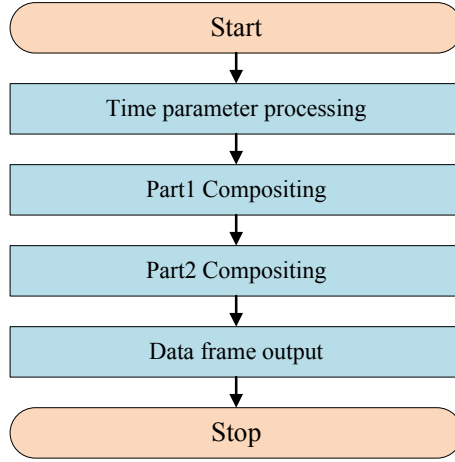 Start
Time parameter processing
Part1 Compositing
Part2 Compositing
Data frame output
Stop